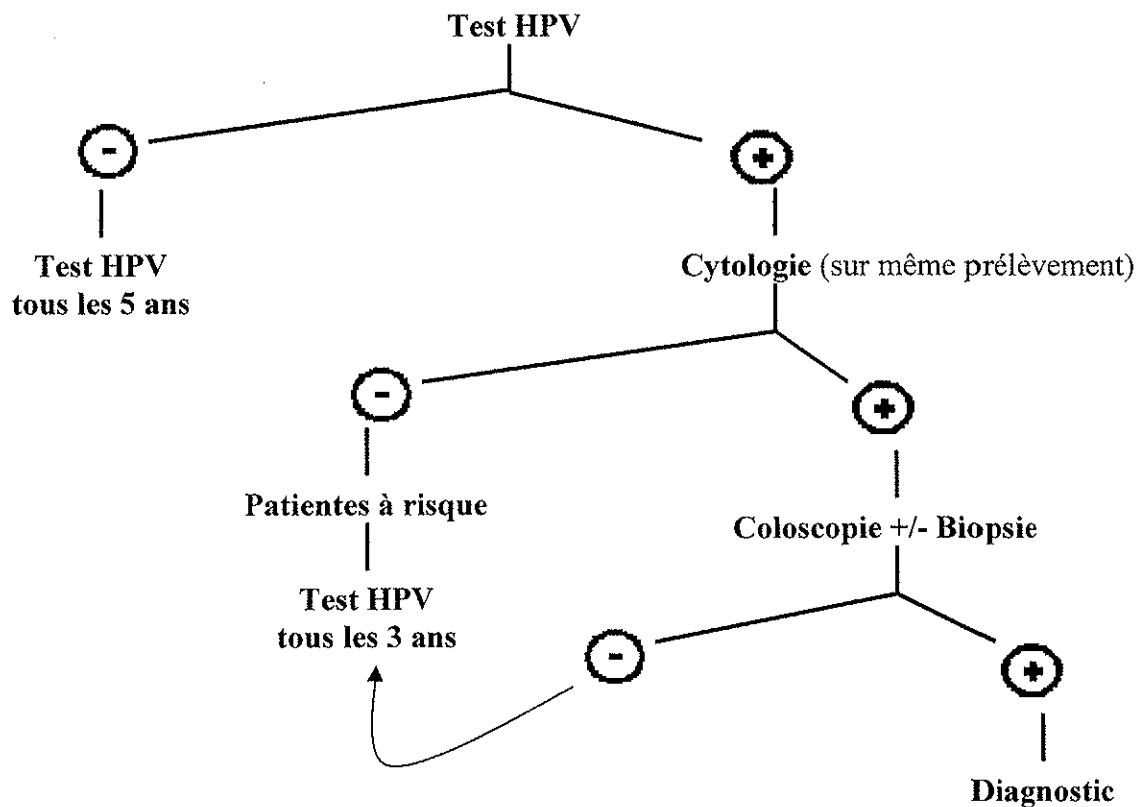 Test HPV
-
+
Test HPV
tous les 5 ans
Cytologie (sur même prélèvement)
-
+
Patientes à risque
Coloscopie +/- Biopsie
Test HPV
tous les 3 ans
-
+
Diagnostic